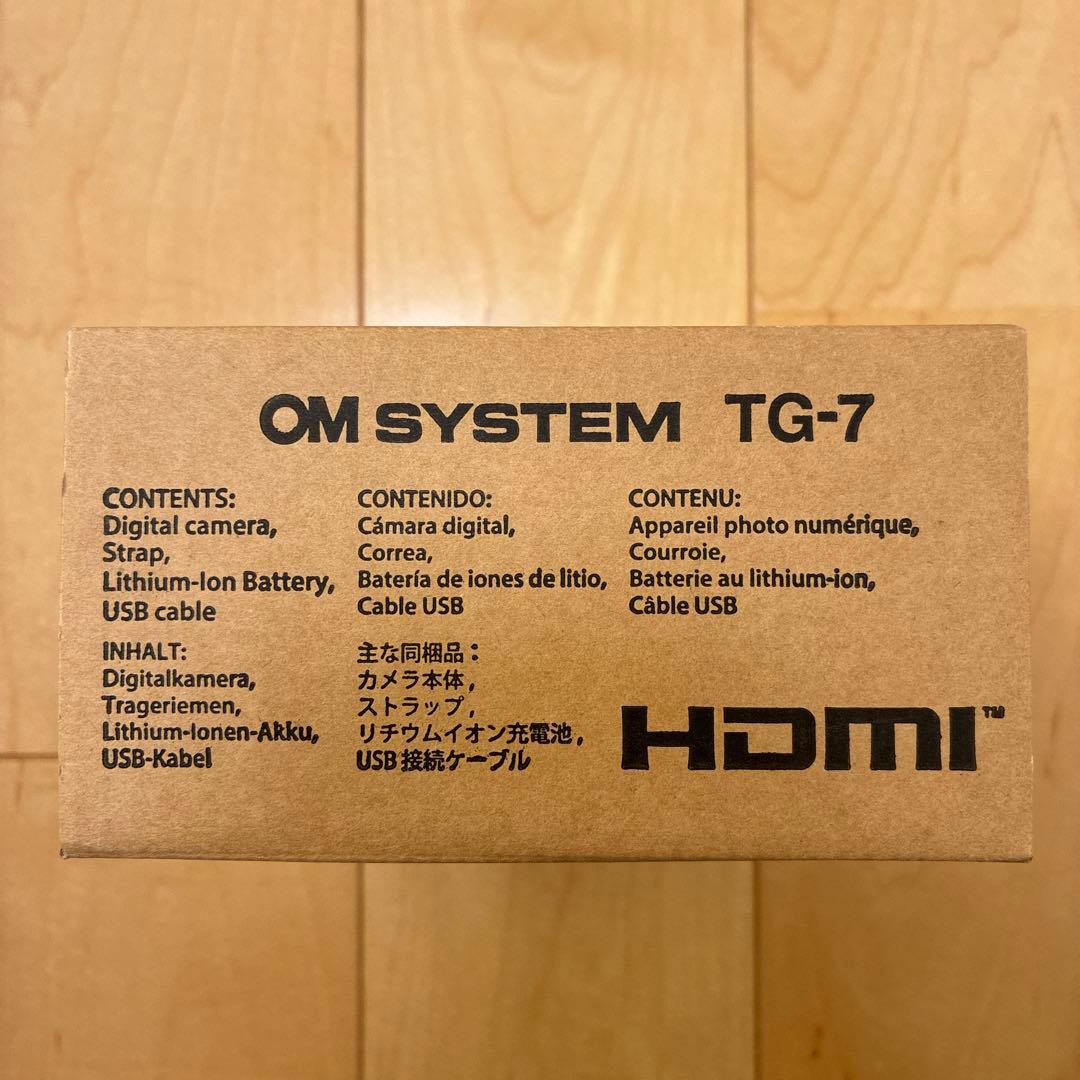 OM SYSTEM TG-7
CONTENTS:
Digital camera,
Strap,
Lithium-Ion Battery,
USB cable
CONTENIDO:
Cámara digital,
Correa,
Batería de iones de litio,
Cable USB
CONTENU:
Appareil photo numérique,
Courroie,
Batterie au lithium-ion,
Câble USB
INHALT:
Digitalkamera,
Trageriemen,
Lithium-Ionen-Akku,
USB-Kabel
主な同梱品：
カメラ本体,
ストラップ,
リチウムイオン充電池,
USB 接続ケーブル
HDMI™